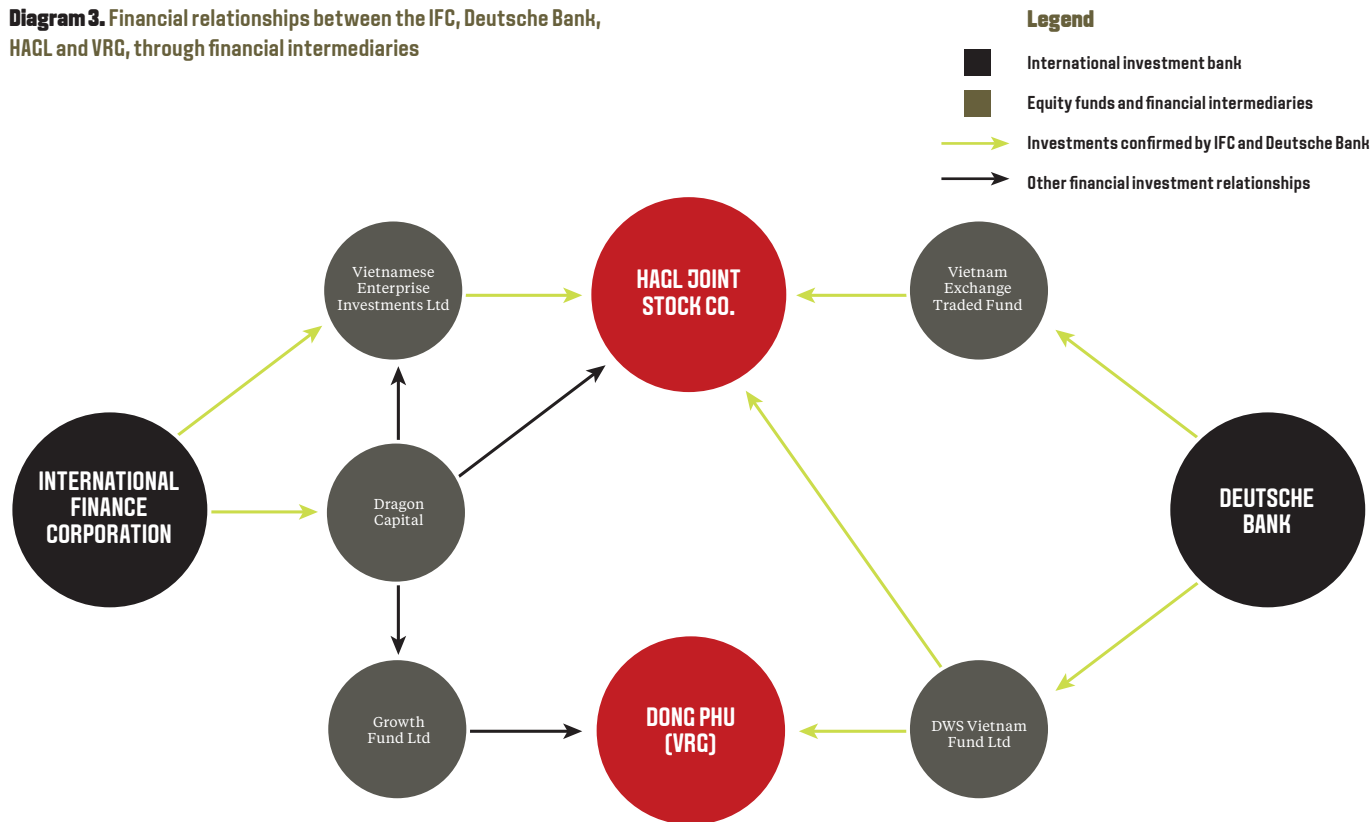 Diagram 3. Financial relationships between the IFC, Deutsche Bank,
HAGL and VRG, through financial intermediaries
Legend
International investment bank
Equity funds and financial intermediaries
Investments confirmed by IFC and Deutsche Bank
Other financial investment relationships
Vietnamese
Enterprise
Investments Ltd
HAGL JOINT
STOCK CO.
Vietnam
Exchange
Traded Fund
INTERNATIONAL
FINANCE
CORPORATION
Dragon
Capital
DEUTSCHE
BANK
Growth
Fund Ltd
DONG PHU
(VRG)
DWS Vietnam
Fund Ltd